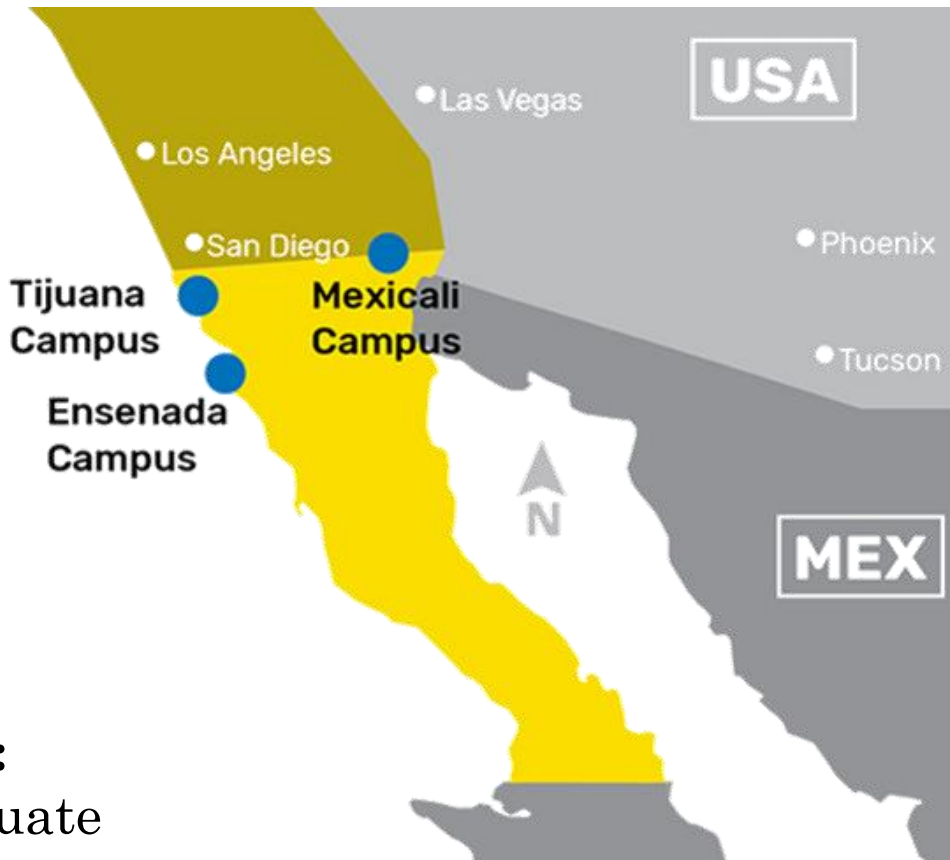 USA
Las Vegas
Los Angeles
Phoenix
San Diego
Tijuana
Campus
Mexicali
Campus
Tucson
Ensenada
Campus
N
MEX
:
uate